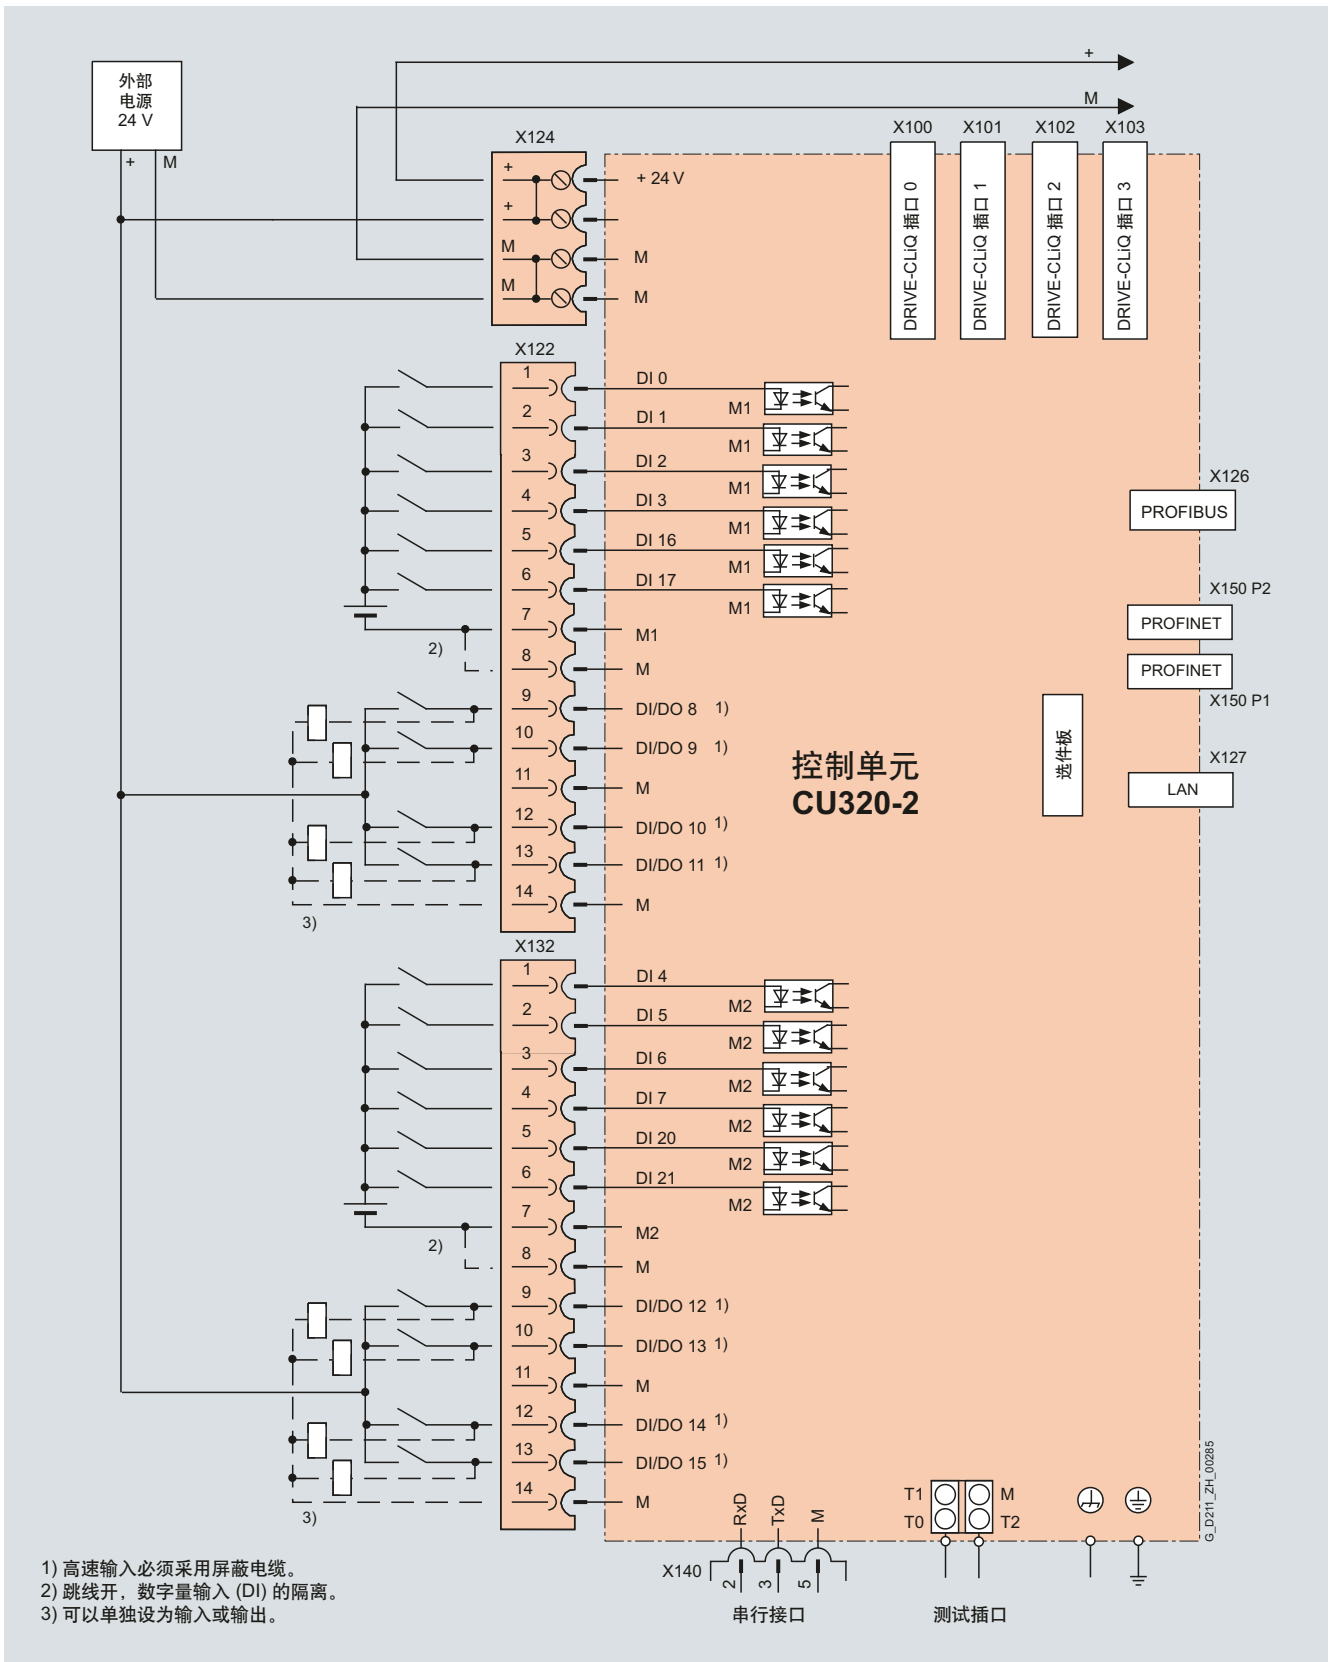 外部
电源
24 V
+ M
+
M
X124
+
+
M
M
+ 24 V
M
M
X100 X101 X102 X103
DRIVE-CLiQ 插口 0
DRIVE-CLiQ 插口 1
DRIVE-CLiQ 插口 2
DRIVE-CLiQ 插口 3
X122
1 DI 0 M1
2 DI 1 M1
3 DI 2 M1
4 DI 3 M1
5 DI 16 M1
6 DI 17 M1
7 M1
2)
8 M
9 DI/DO 8 1)
10 DI/DO 9 1)
11 M
12 DI/DO 10 1)
13 DI/DO 11 1)
14 M
3)
控制单元
CU320-2
选件板
X126
PROFIBUS
X150 P2
PROFINET
PROFINET
X150 P1
X127
LAN
X132
1 DI 4 M2
2 DI 5 M2
3 DI 6 M2
4 DI 7 M2
5 DI 20 M2
6 DI 21 M2
7 M2
2)
8 M
9 DI/DO 12 1)
10 DI/DO 13 1)
11 M
12 DI/DO 14 1)
13 DI/DO 15 1)
14 M
3)
RxD TxD M
X140
2 3 5
串行接口
T1 M
T0 T2
测试插口
G_D211_ZH_00285
1) 高速输入必须采用屏蔽电缆。
2) 跳线开，数字量输入 (DI) 的隔离。
3) 可以单独设为输入或输出。